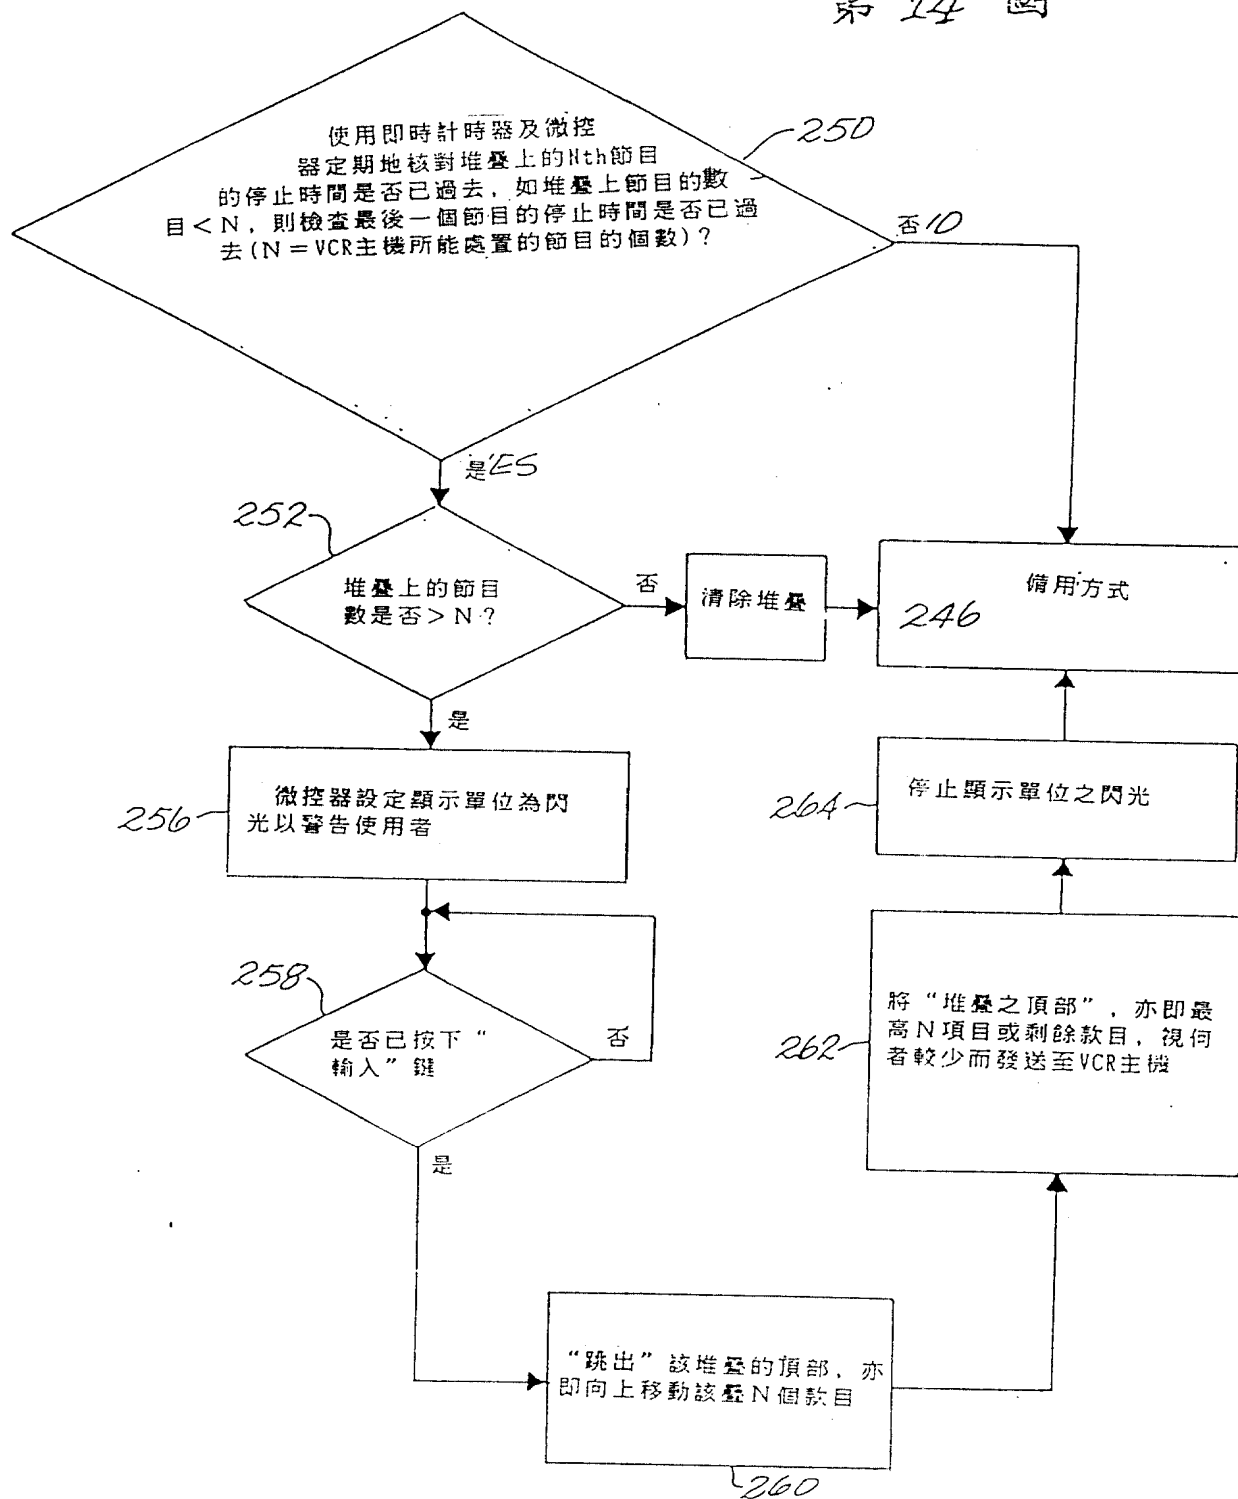 第 14 圖
使用即時計時器及微控
器定期地核對堆疊上的Nth節目
的停止時間是否已過去，如堆疊上節目的數
目＜N，則檢查最後一個節目的停止時間是否已過
去(N＝VCR主機所能處置的節目的個數)？
250
否
是
252
堆疊上的節目
數是否＞N？
否
清除堆疊
備用方式
246
是
微控器設定顯示單位為閃
光以警告使用者
256
停止顯示單位之閃光
264
258
是否已按下“
輸入”鍵
否
將“堆疊之頂部”，亦即最
高N項目或剩餘款目，視何
者較少而發送至VCR主機
262
是
“跳出”該堆疊的頂部，亦
即向上移動該疊N個款目
260